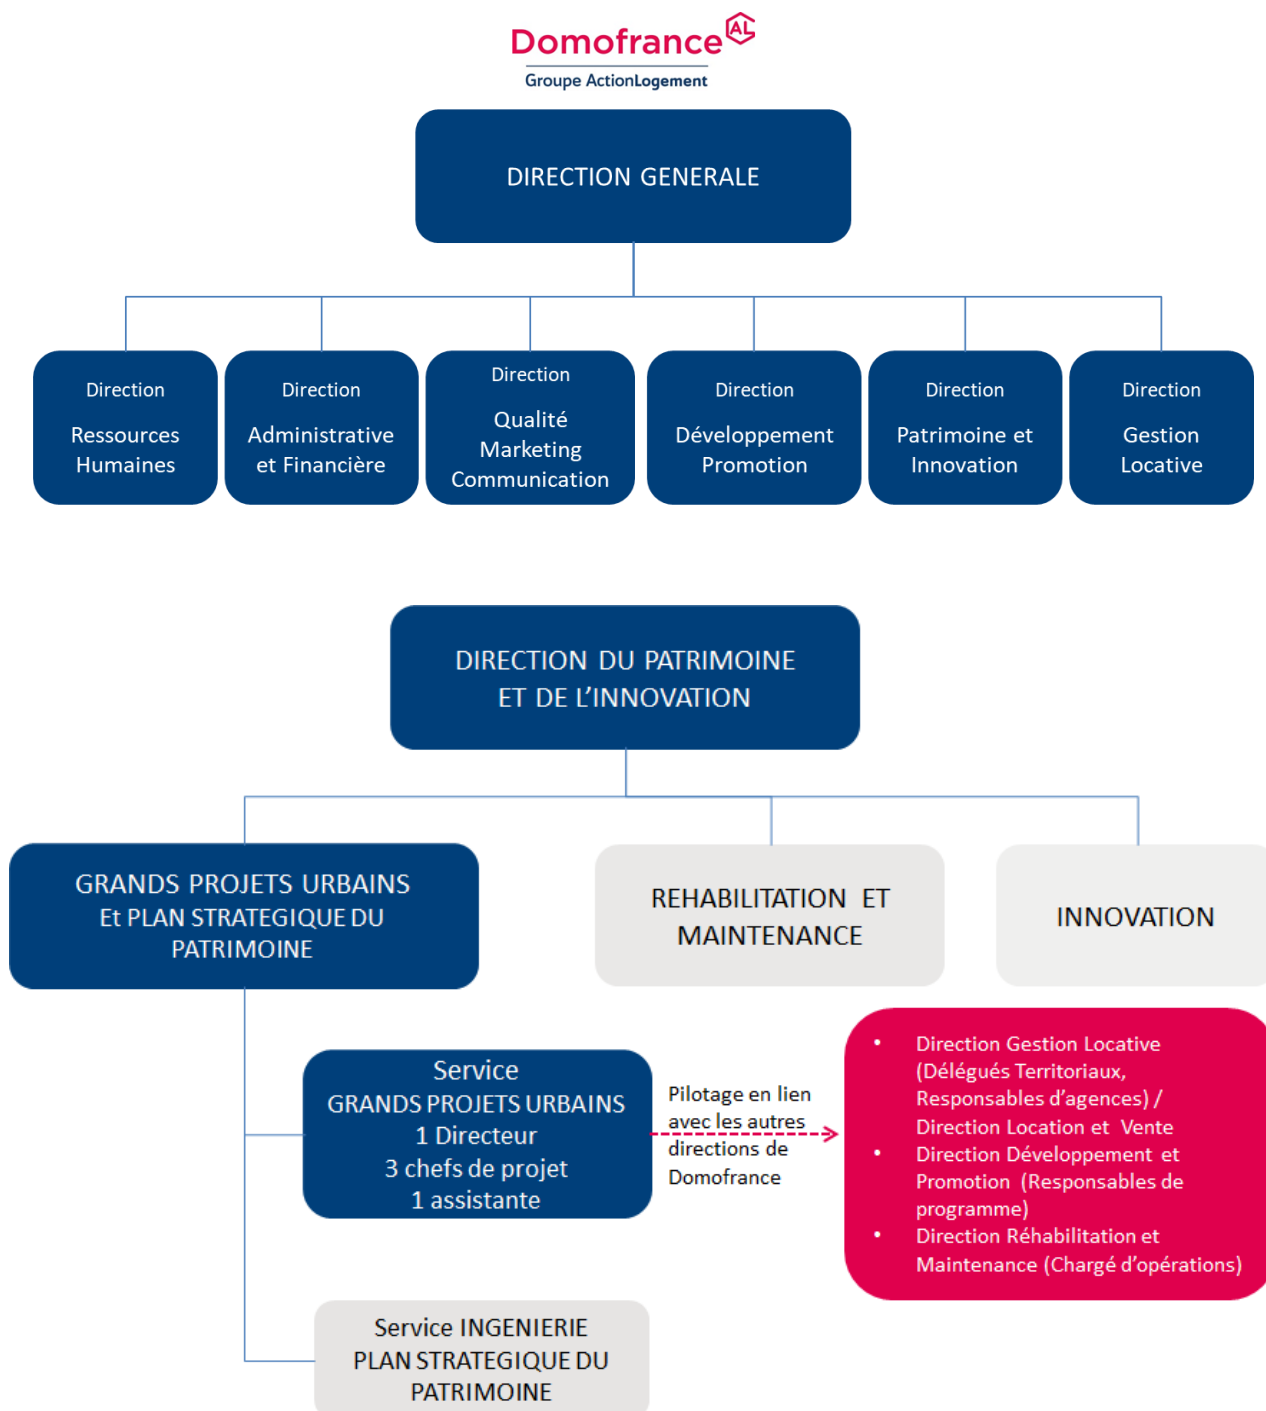 Domofrance AL
Groupe ActionLogement
DIRECTION GENERALE
Direction
Ressources
Humaines
Direction
Administrative
et Financière
Direction
Qualité
Marketing
Communication
Direction
Développement
Promotion
Direction
Patrimoine et
Innovation
Direction
Gestion
Locative
DIRECTION DU PATRIMOINE
ET DE L’INNOVATION
GRANDS PROJETS URBAINS
Et PLAN STRATEGIQUE DU
PATRIMOINE
REHABILITATION ET
MAINTENANCE
INNOVATION
Service
GRANDS PROJETS URBAINS
1 Directeur
3 chefs de projet
1 assistante
Pilotage en lien
avec les autres
directions de
Domofrance
• Direction Gestion Locative
(Délégués Territoriaux,
Responsables d’agences) /
Direction Location et Vente
• Direction Développement et
Promotion (Responsables de
programme)
• Direction Réhabilitation et
Maintenance (Chargé d’opérations)
Service INGENIERIE
PLAN STRATEGIQUE DU
PATRIMOINE